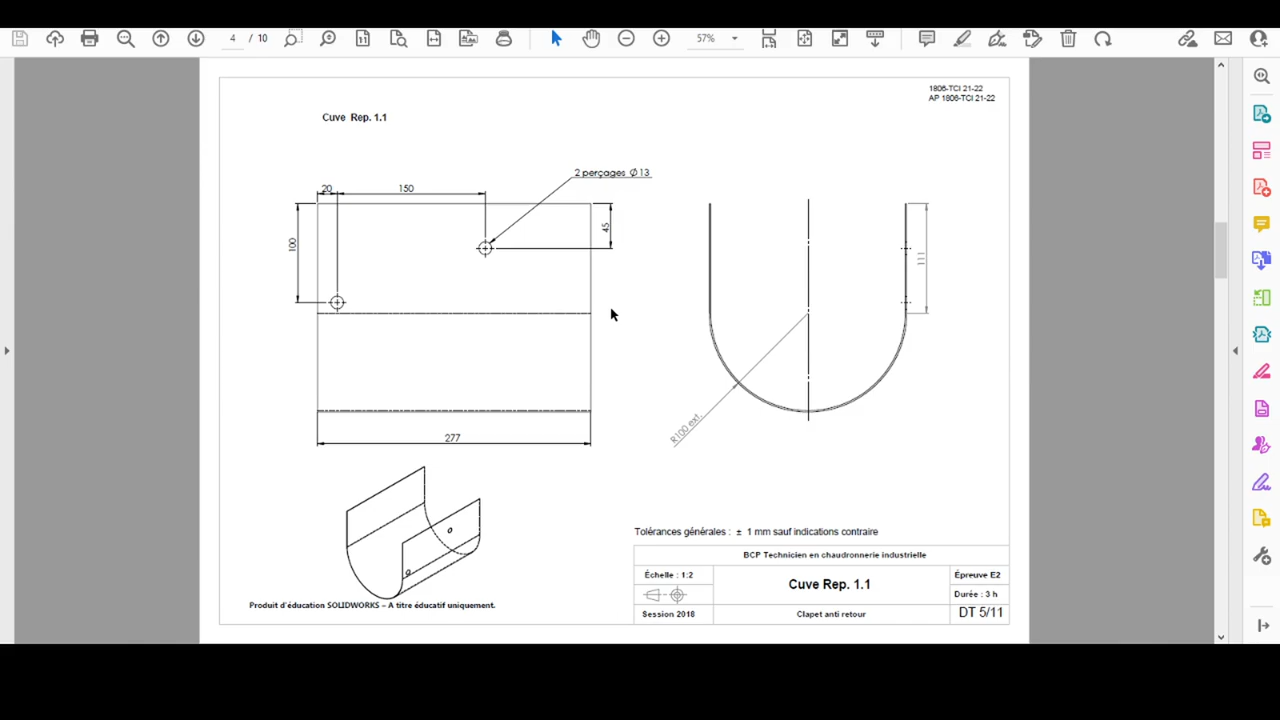 4 / 10
57%
1806-TCI 21-22
AP 1806-TCI 21-22
Cuve Rep. 1.1
2 perçages Ø 13
20
150
100
45
111
R100 ext.
277
Tolérances générales : ± 1 mm sauf indications contraire
BCP Technicien en chaudronnerie industrielle
Échelle : 1:2
Cuve Rep. 1.1
Épreuve E2
Durée : 3 h
Session 2018
Clapet anti retour
DT 5/11
Produit d'éducation SOLIDWORKS – A titre éducatif uniquement.